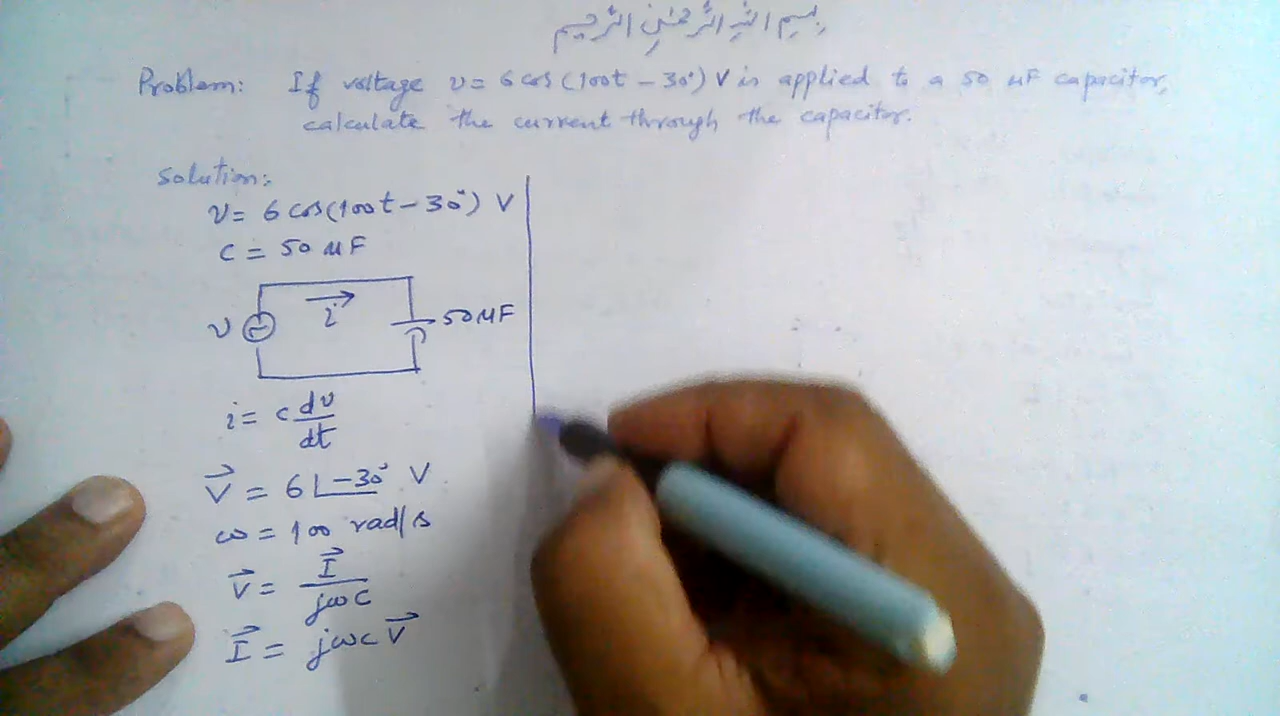 بسم الله الرحمن الرحيم
Problem: If voltage v = 6 cos (100t - 30°) V is applied to a 50 μF capacitor,
calculate the current through the capacitor.
Solution:
v = 6 cos(100t - 30°) V
C = 50 μF
i
v 50 μF
i = C dv/dt
V⃗ = 6∠-30° V
ω = 100 rad/s
V⃗ = I⃗/jωC
I⃗ = jωC V⃗